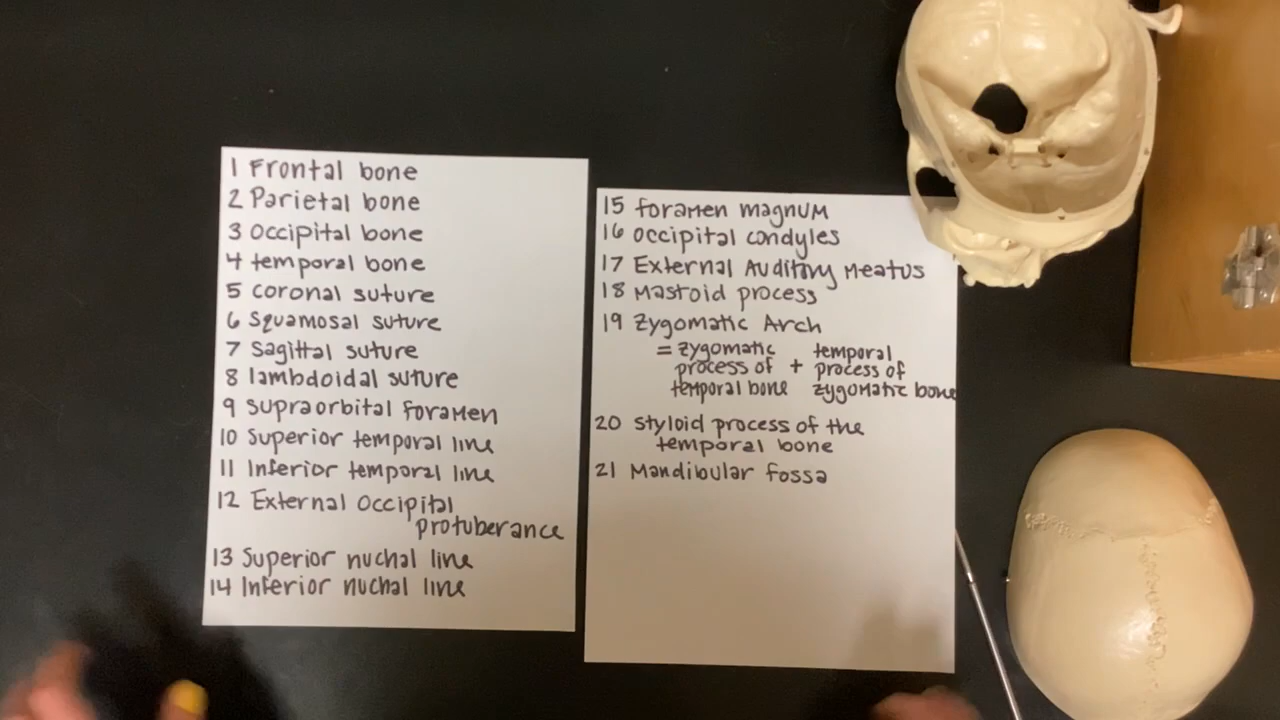 1 Frontal bone
2 Parietal bone
3 Occipital bone
4 temporal bone
5 coronal suture
6 Squamosal suture
7 Sagittal suture
8 lambdoidal suture
9 Supraorbital Foramen
10 Superior temporal line
11 Inferior temporal line
12 External Occipital
protuberance
13 Superior nuchal line
14 Inferior nuchal line
15 foramen magnum
16 occipital condyles
17 External Auditory Meatus
18 Mastoid process
19 Zygomatic Arch
= zygomatic temporal
process of + process of
temporal bone zygomatic bone
20 Styloid process of the
temporal bone
21 Mandibular fossa